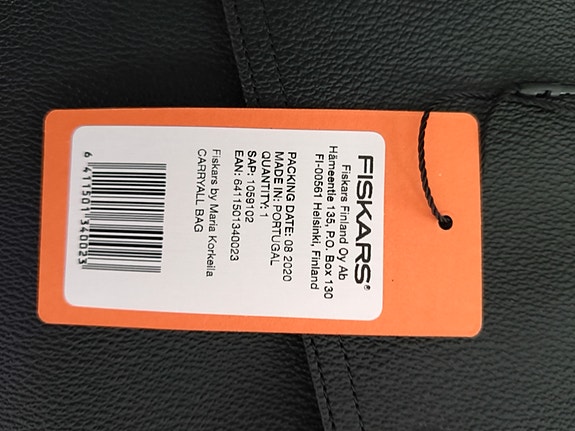 FISKARS®
Fiskars Finland Oy Ab
Hämeentie 135, P.O. Box 130
FI-00561 Helsinki, Finland
PACKING DATE: 08 2020
MADE IN: PORTUGAL
QUANTITY: 1
SAP: 1059102
EAN: 6411501340023
Fiskars by Maria Korkeila
CARRYALL BAG
6 411501 340023